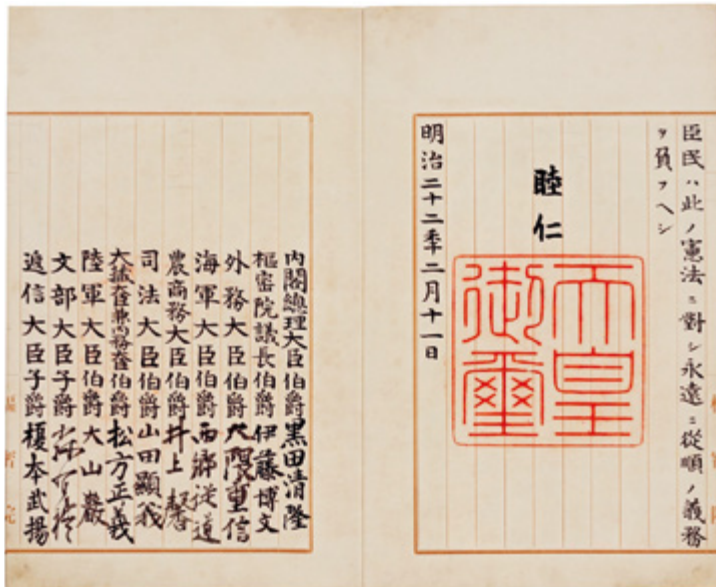 臣民ハ此ノ憲法ニ對シ永遠ニ從順ノ義務
ヲ負フヘシ
睦仁
天皇
御璽
明治二十二年二月十一日
内閣總理大臣伯爵黒田清隆
樞密院議長伯爵伊藤博文
外務大臣伯爵大隈重信
海軍大臣伯爵西郷從道
農商務大臣伯爵井上馨
司法大臣伯爵山田顯義
大藏大臣兼内務大臣伯爵松方正義
陸軍大臣伯爵大山巖
文部大臣子爵
遞信大臣子爵榎本武揚